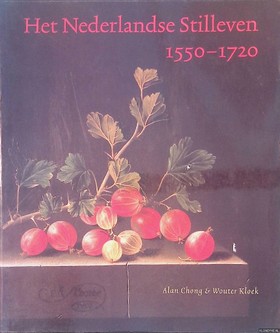 Het Nederlandse Stilleven
1550–1720
Alan Chong & Wouter Kloek